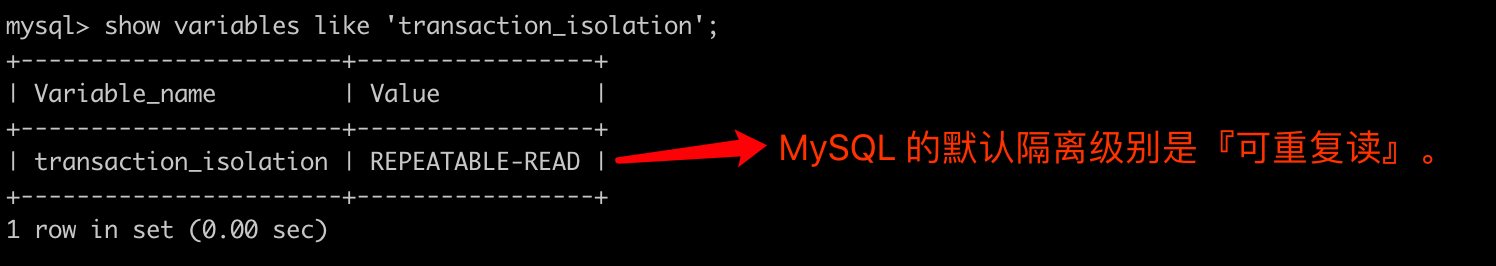 mysql> show variables like 'transaction_isolation';
+-----------------------+-----------------+
| Variable_name         | Value           |
+-----------------------+-----------------+
| transaction_isolation | REPEATABLE-READ | MySQL 的默认隔离级别是『可重复读』。
+-----------------------+-----------------+
1 row in set (0.00 sec)